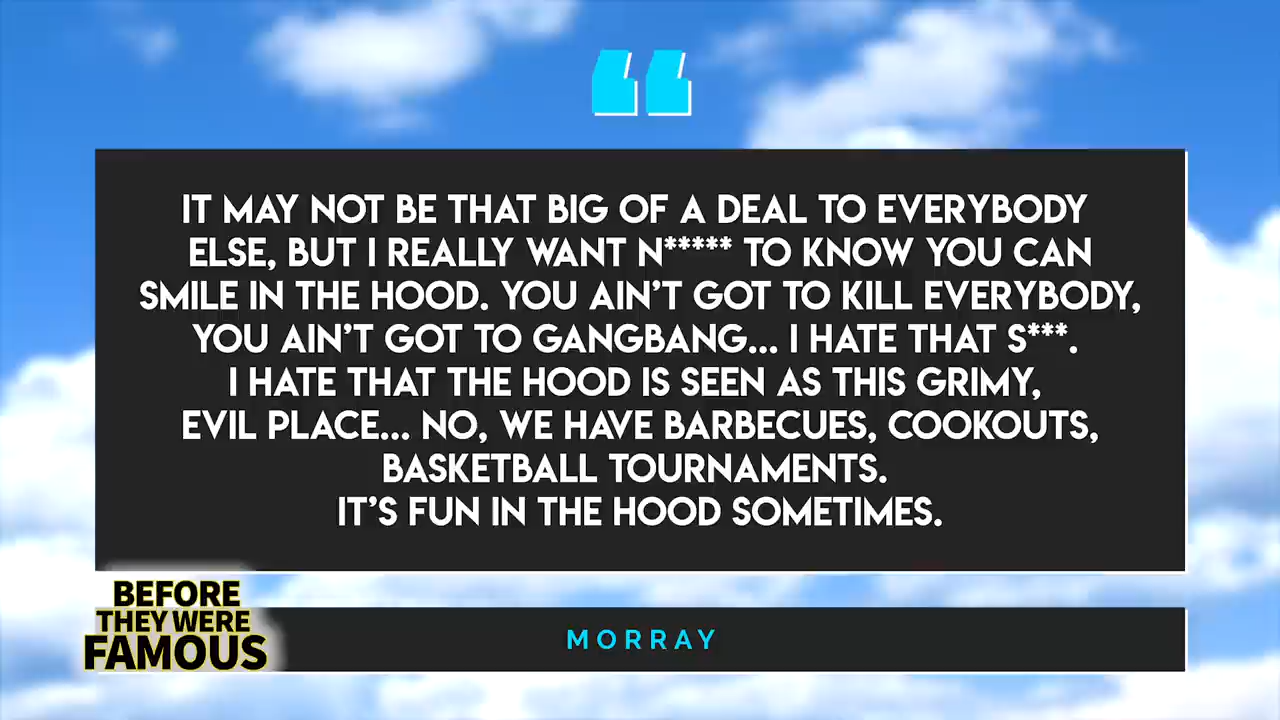 IT MAY NOT BE THAT BIG OF A DEAL TO EVERYBODY
ELSE, BUT I REALLY WANT N***** TO KNOW YOU CAN
SMILE IN THE HOOD. YOU AIN'T GOT TO KILL EVERYBODY,
YOU AIN'T GOT TO GANGBANG... I HATE THAT S***.
I HATE THAT THE HOOD IS SEEN AS THIS GRIMY,
EVIL PLACE... NO, WE HAVE BARBECUES, COOKOUTS,
BASKETBALL TOURNAMENTS.
IT'S FUN IN THE HOOD SOMETIMES.
BEFORE
THEY WERE
FAMOUS
MORRAY